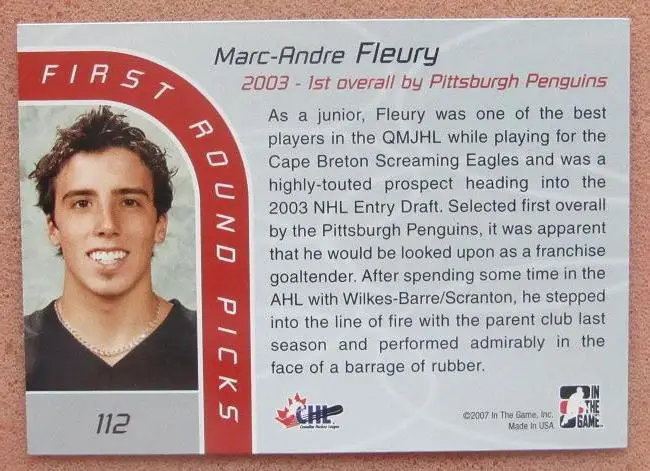 Marc-Andre Fleury
2003 - 1st overall by Pittsburgh Penguins
FIRST ROUND PICKS
As a junior, Fleury was one of the best
players in the QMJHL while playing for the
Cape Breton Screaming Eagles and was a
highly-touted prospect heading into the
2003 NHL Entry Draft. Selected first overall
by the Pittsburgh Penguins, it was apparent
that he would be looked upon as a franchise
goaltender. After spending some time in the
AHL with Wilkes-Barre/Scranton, he stepped
into the line of fire with the parent club last
season and performed admirably in the
face of a barrage of rubber.
112
CHL
Canadian Hockey League
©2007 In The Game, Inc.
Made in USA
IN
THE
GAME